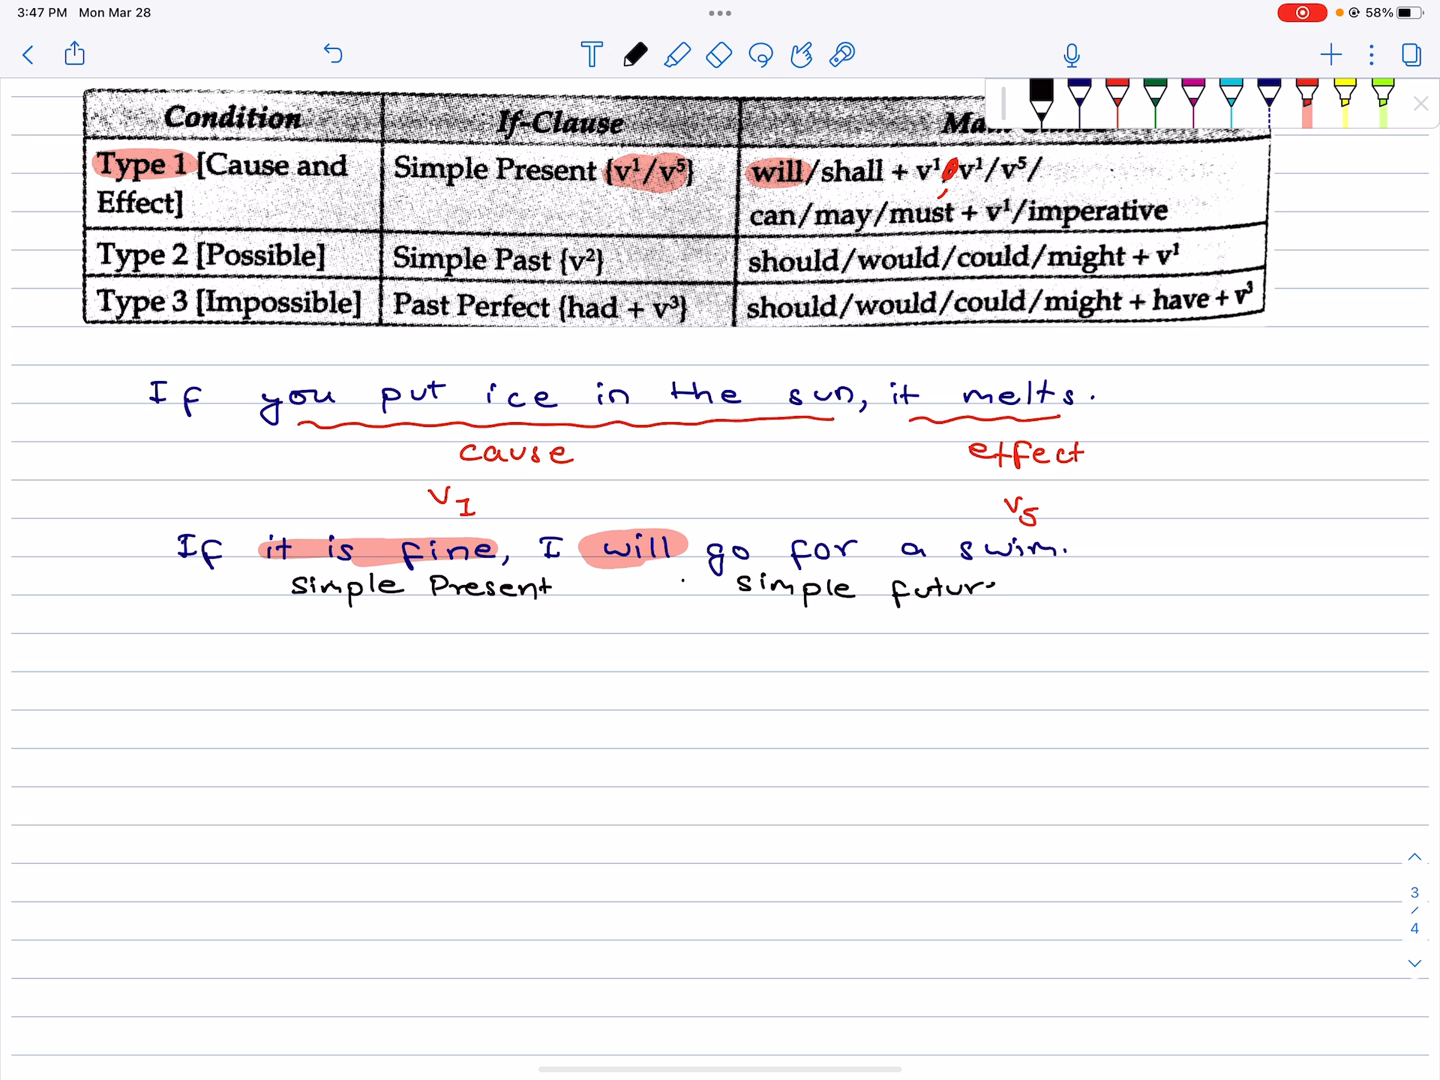 3:47 PM Mon Mar 28
58%
Condition If-Clause
Type 1 [Cause and Effect] Simple Present {v¹/v⁵} will/shall + v¹, v¹/v⁵/
can/may/must + v¹/imperative
Type 2 [Possible] Simple Past {v²} should/would/could/might + v¹
Type 3 [Impossible] Past Perfect {had + v³} should/would/could/might + have + v³
If you put ice in the sun, it melts.
cause effect
V1 V5
If it is fine, I will go for a swim.
Simple Present simple futur
3
/
4